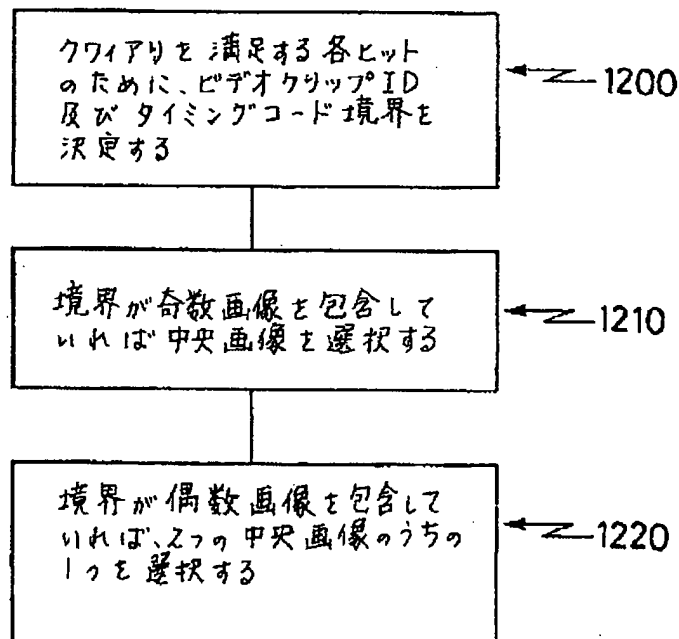 クワィアリを満足する各ヒット
のために、ビデオクリップID
及びタイミングコード境界を
決定する
1200
境界が奇数画像を包含して
いれば中央画像を選択する
1210
境界が偶数画像を包含して
いれば、2つの中央画像のうちの
1つを選択する
1220